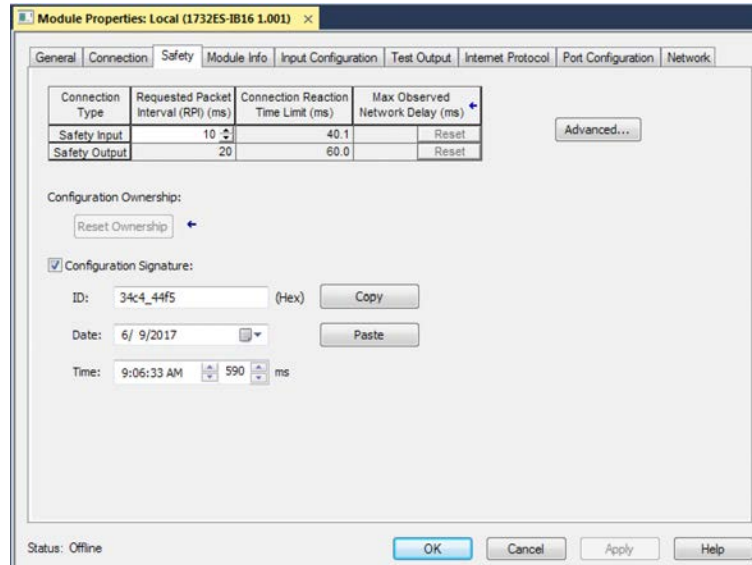 Module Properties: Local (1732ES-IB16 1.001) ×
General Connection Safety Module Info Input Configuration Test Output Internet Protocol Port Configuration Network
Connection Type Requested Packet Interval (RPI) (ms) Connection Reaction Time Limit (ms) Max Observed Network Delay (ms)
Safety Input 10 40.1 Reset
Safety Output 20 60.0 Reset
Advanced...
Configuration Ownership:
Reset Ownership
Configuration Signature:
ID: 34c4_44f5 (Hex) Copy
Date: 6/ 9/2017 Paste
Time: 9:06:33 AM 590 ms
Status: Offline OK Cancel Apply Help